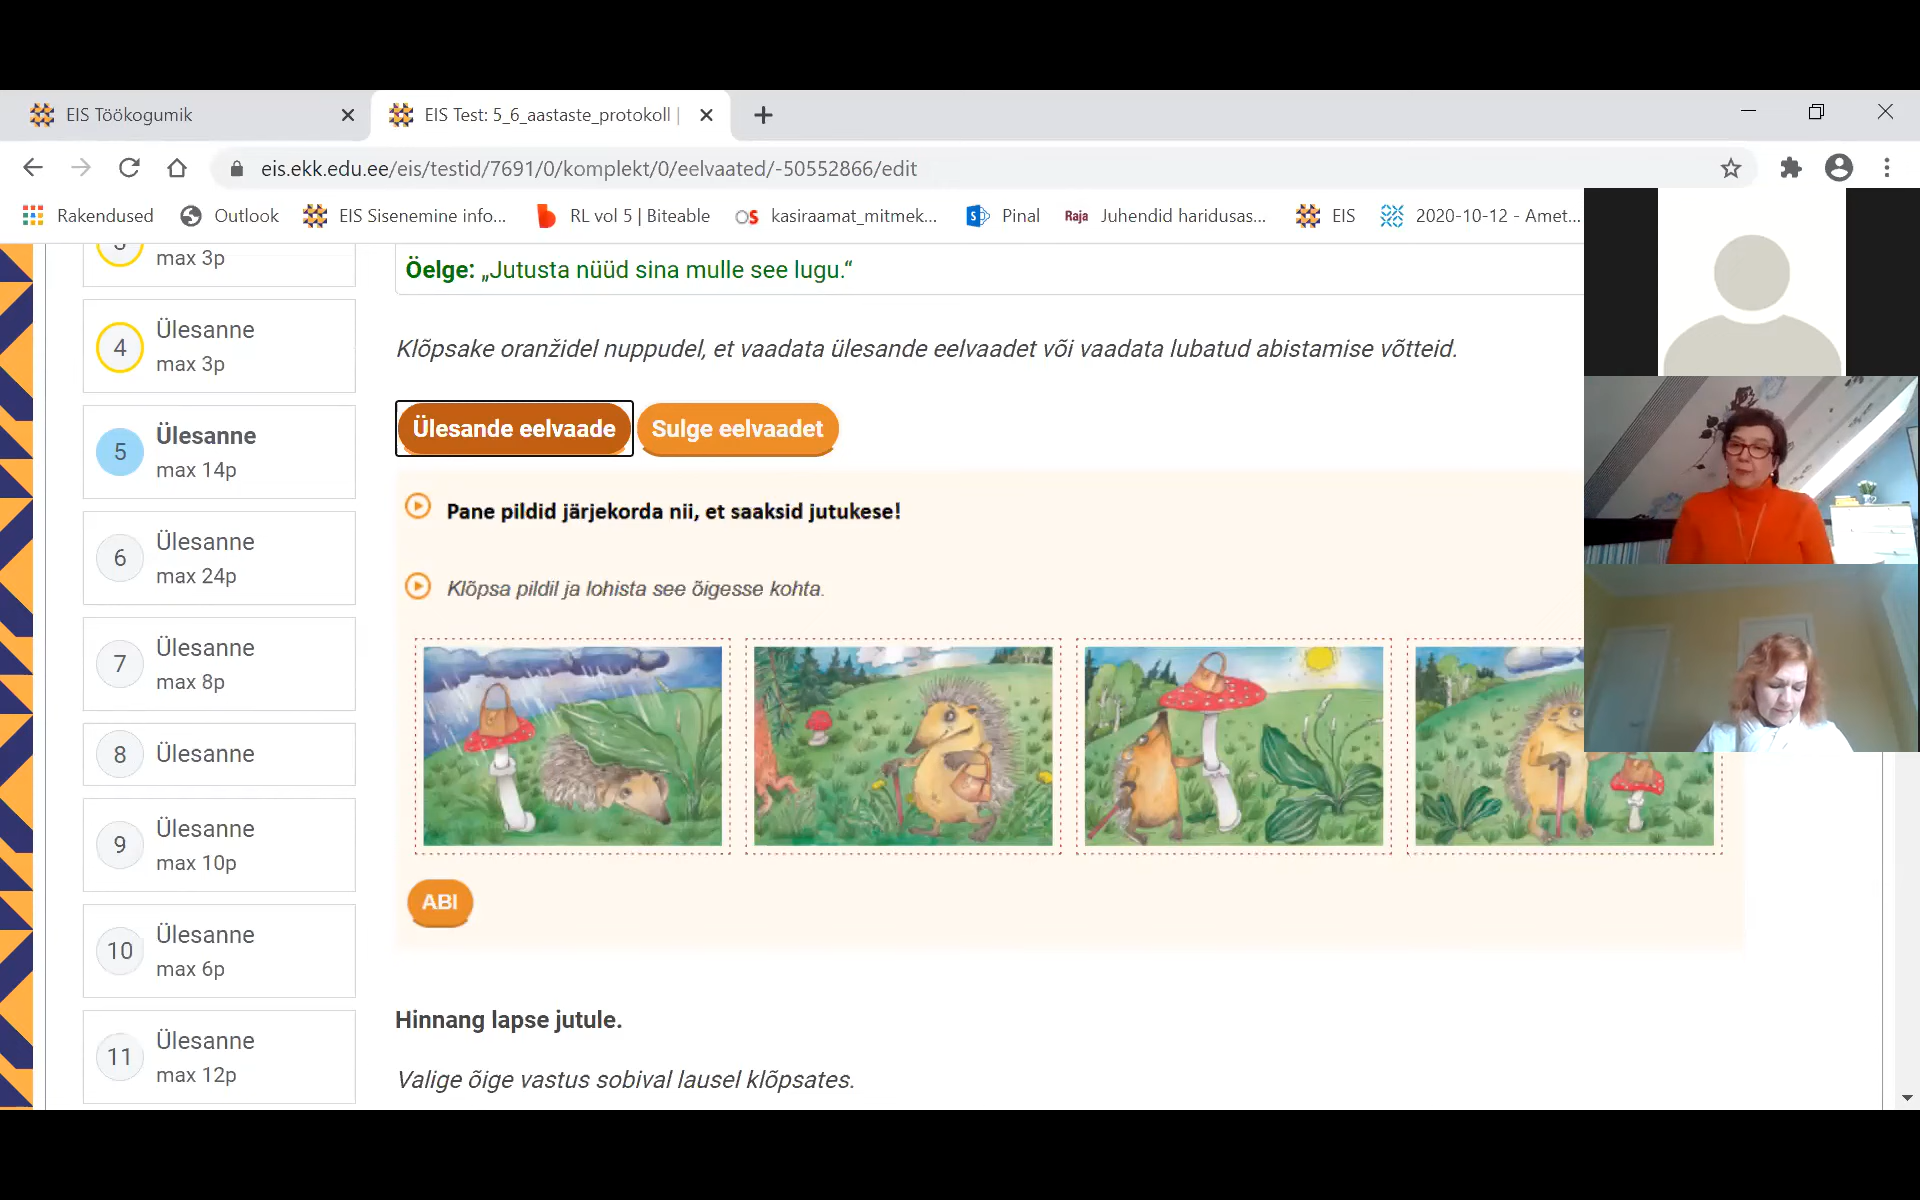 EIS Töökogumik
EIS Test: 5_6_aastaste_protokoll |
eis.ekk.edu.ee/eis/testid/7691/0/komplekt/0/eelvaated/-50552866/edit
Rakendused
Outlook
EIS Sisenemine info...
RL vol 5 | Biteable
OS
kasiraamat_mitmek...
S
Pinal
Raja
Juhendid haridusas...
EIS
2020-10-12 - Amet...
max 3p
4
Ülesanne
max 3p
5
Ülesanne
max 14p
6
Ülesanne
max 24p
7
Ülesanne
max 8p
8
Ülesanne
9
Ülesanne
max 10p
10
Ülesanne
max 6p
11
Ülesanne
max 12p
Öelge: „Jutusta nüüd sina mulle see lugu.“
Klõpsake oranžidel nuppudel, et vaadata ülesande eelvaadet või vaadata lubatud abistamise võtteid.
Ülesande eelvaade
Sulge eelvaadet
Pane pildid järjekorda nii, et saaksid jutukese!
Klõpsa pildil ja lohista see õigesse kohta.
ABI
Hinnang lapse jutule.
Valige õige vastus sobival lausel klõpsates.